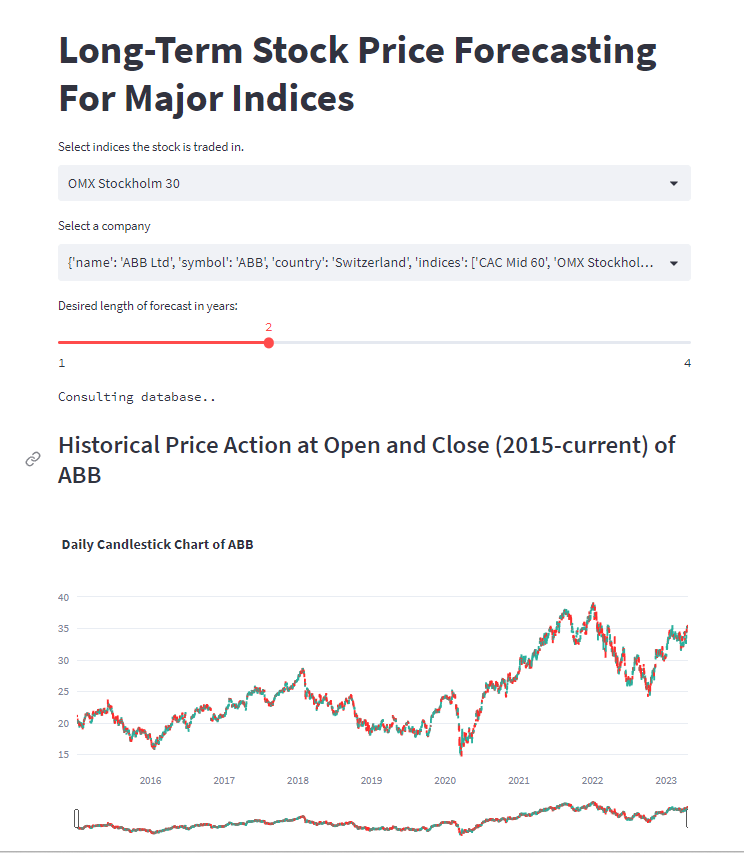 Long-Term Stock Price Forecasting
For Major Indices
Select indices the stock is traded in.
OMX Stockholm 30
Select a company
{'name': 'ABB Ltd', 'symbol': 'ABB', 'country': 'Switzerland', 'indices': ['CAC Mid 60', 'OMX Stockhol...
Desired length of forecast in years:
2
1 4
Consulting database..
Historical Price Action at Open and Close (2015-current) of
ABB
Daily Candlestick Chart of ABB
40
35
30
25
20
15
2016 2017 2018 2019 2020 2021 2022 2023